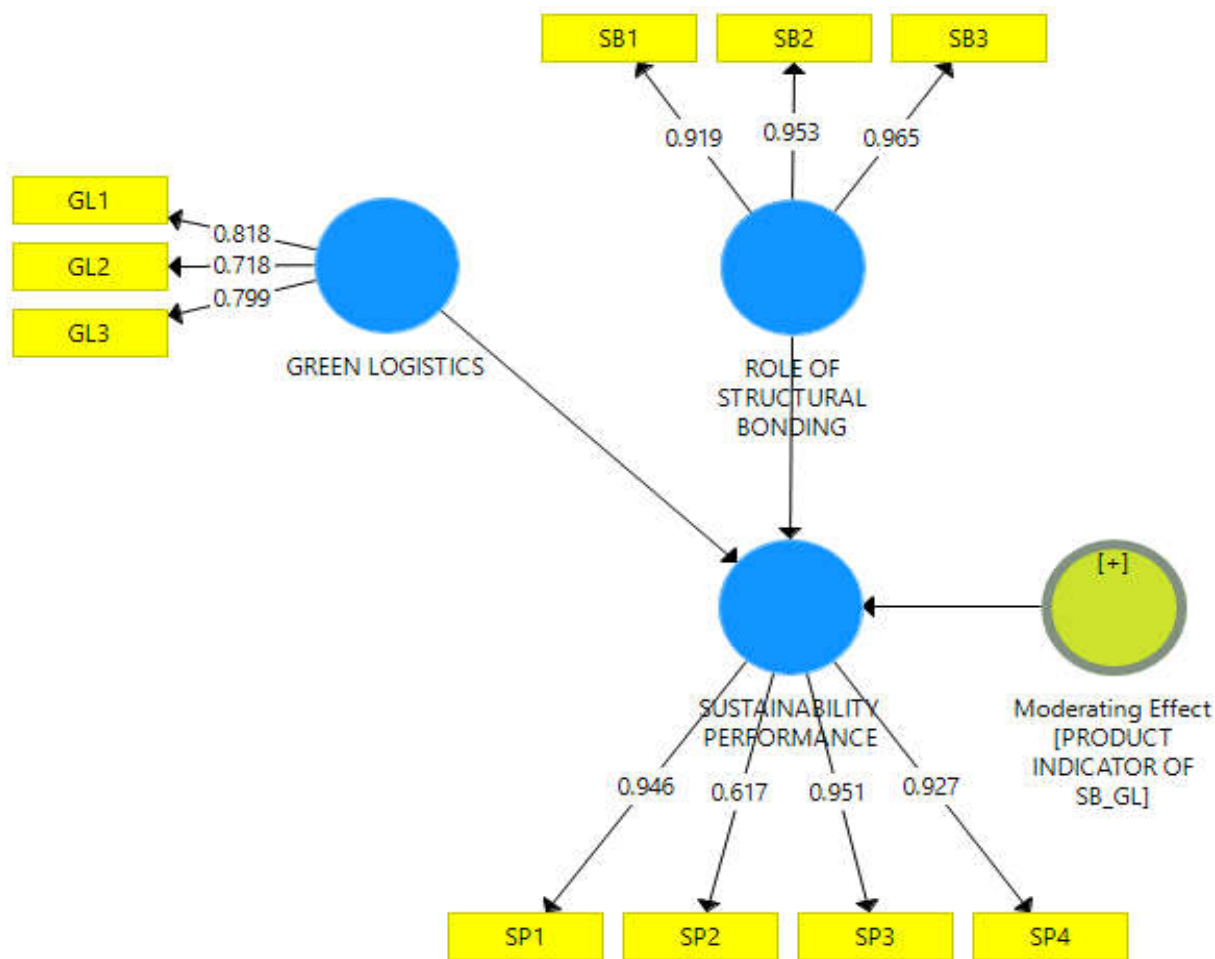 SB1 SB2 SB3
0.919 0.953 0.965
GL1
GL2
GL3
0.818
0.718
0.799
GREEN LOGISTICS
ROLE OF
STRUCTURAL
BONDING
[+]
SUSTAINABILITY
PERFORMANCE
Moderating Effect
[PRODUCT
INDICATOR OF
SB_GL]
0.946 0.617 0.951 0.927
SP1 SP2 SP3 SP4